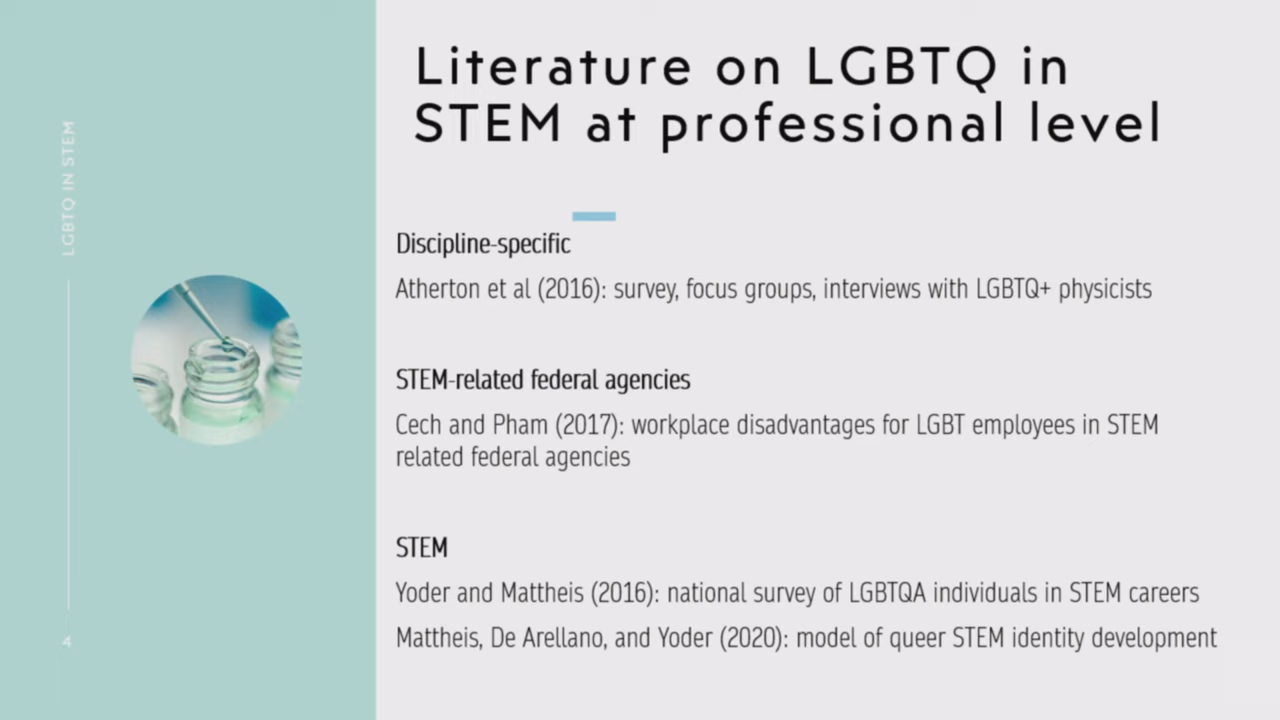 Literature on LGBTQ in
STEM at professional level
LGBTQ IN STEM
Discipline-specific
Atherton et al (2016): survey, focus groups, interviews with LGBTQ+ physicists
STEM-related federal agencies
Cech and Pham (2017): workplace disadvantages for LGBT employees in STEM
related federal agencies
STEM
Yoder and Mattheis (2016): national survey of LGBTQA individuals in STEM careers
Mattheis, De Arellano, and Yoder (2020): model of queer STEM identity development
4